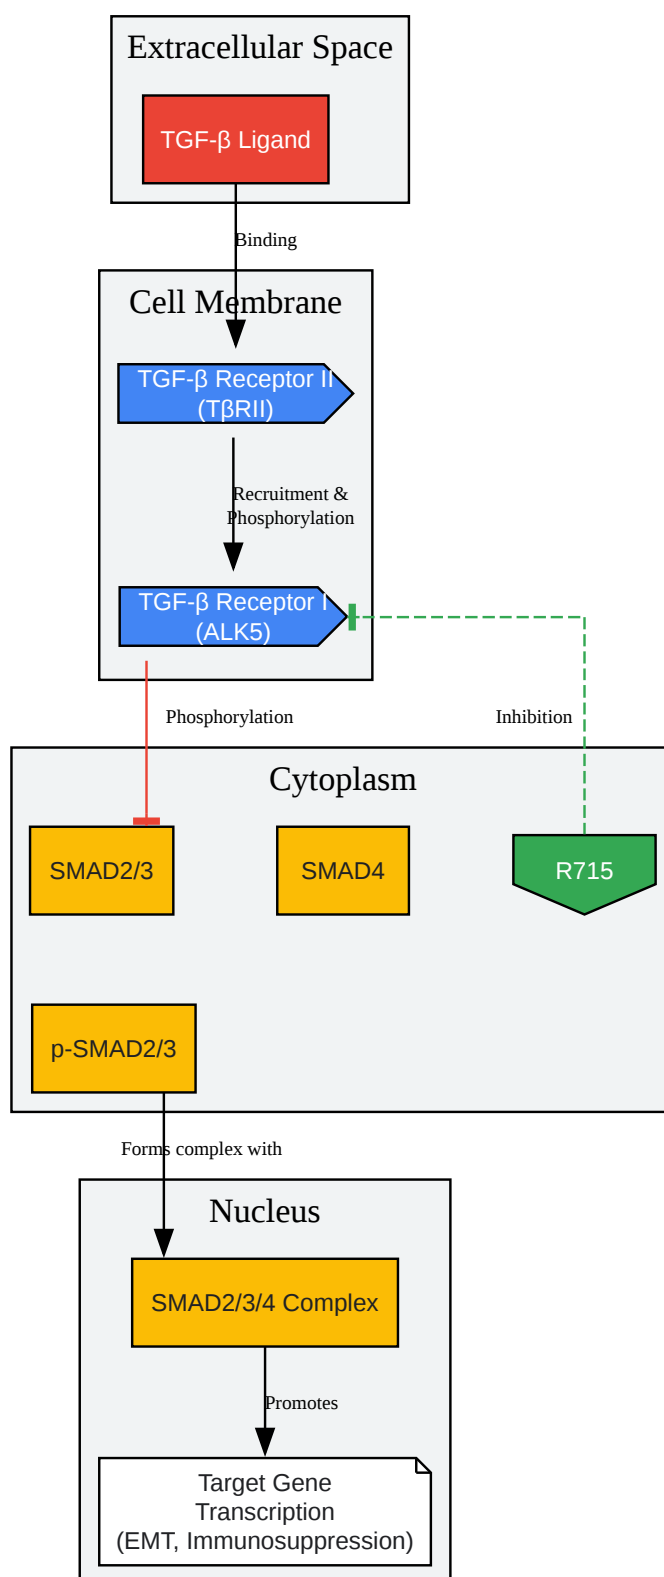 Extracellular Space
TGF-β Ligand
Binding
Cell Membrane
TGF-β Receptor II
(TβRII)
Recruitment &
Phosphorylation
TGF-β Receptor I
(ALK5)
Phosphorylation
Inhibition
Cytoplasm
SMAD2/3
SMAD4
R715
p-SMAD2/3
Forms complex with
Nucleus
SMAD2/3/4 Complex
Promotes
Target Gene
Transcription
(EMT, Immunosuppression)